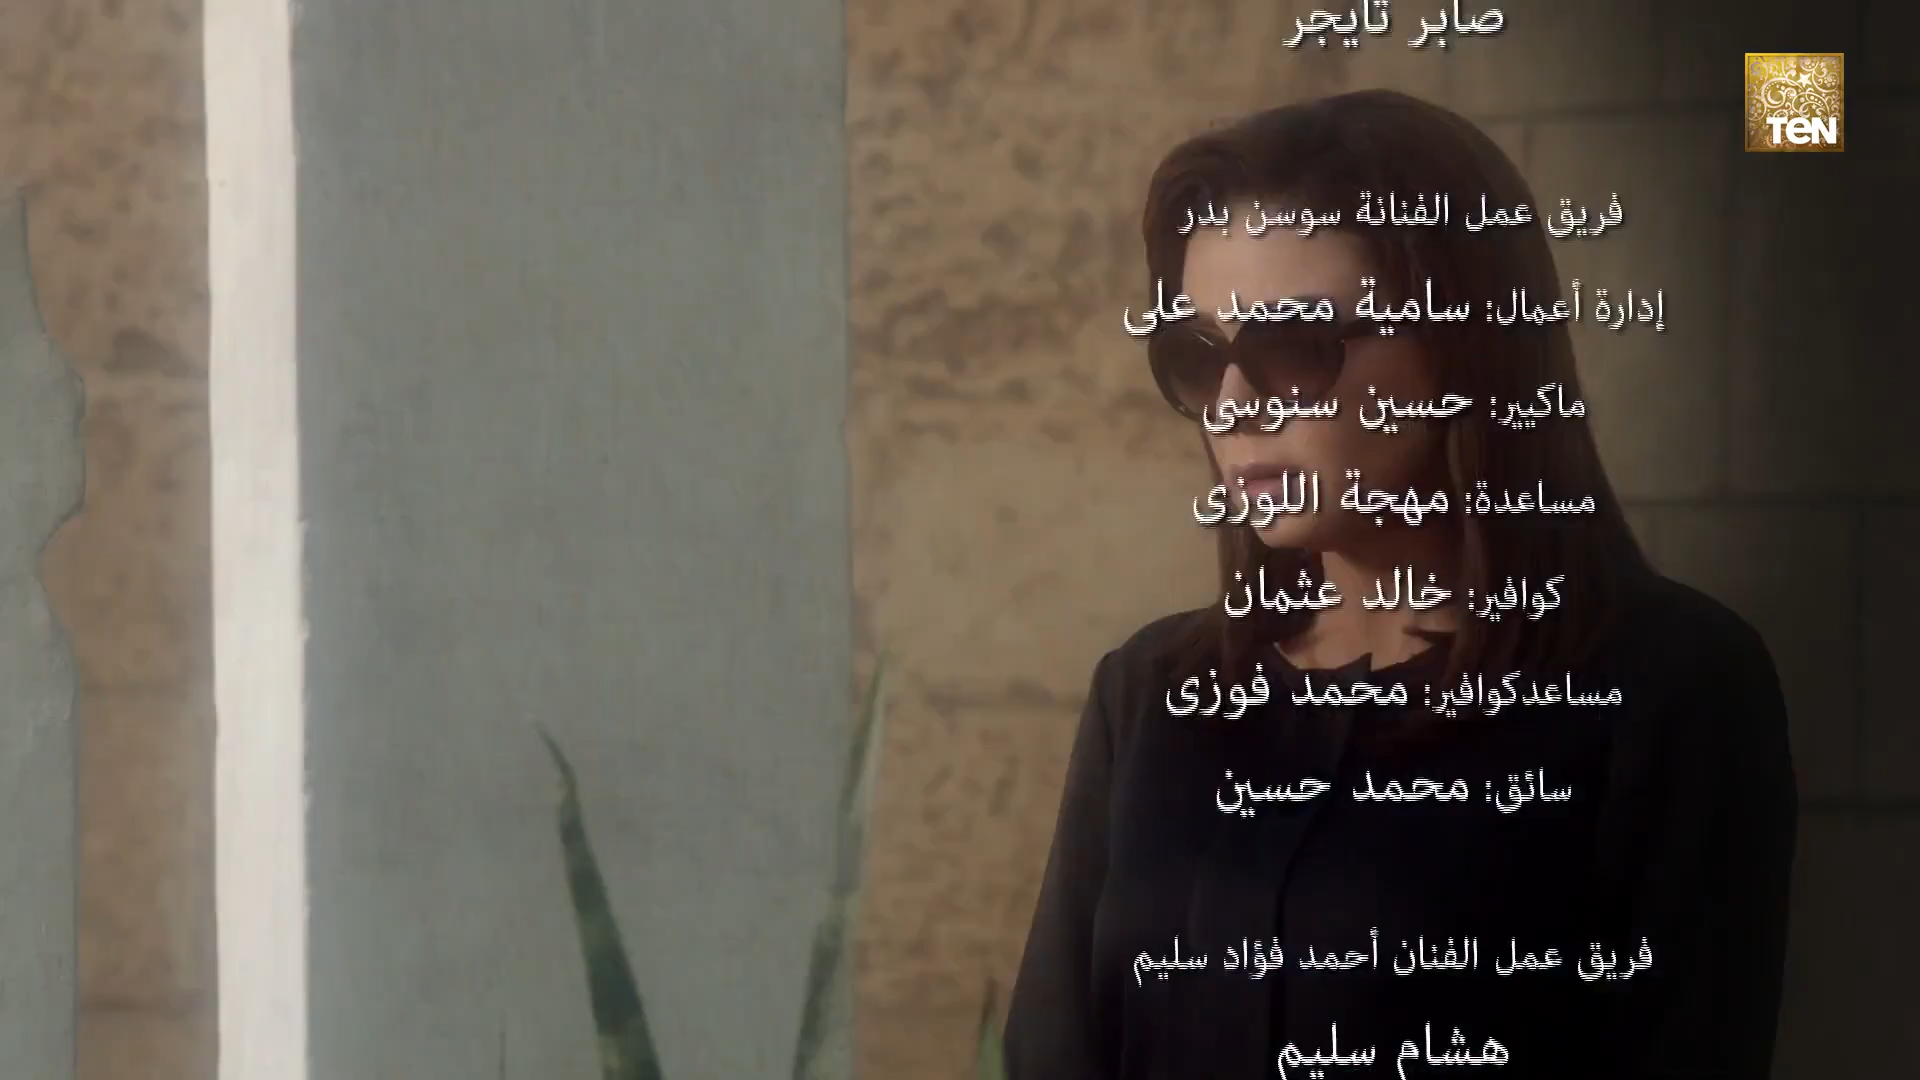 صابر تايجر
TeN
فريق عمل الفنانة سوسن بدر
إدارة أعمال: سامية محمد على
ماكيير: حسين سنوسى
مساعدة: مهجة اللوزى
كوافير: خالد عثمان
مساعدكوافير: محمد فوزى
سائق: محمد حسين
فريق عمل الفنان أحمد فؤاد سليم
هشام سليم